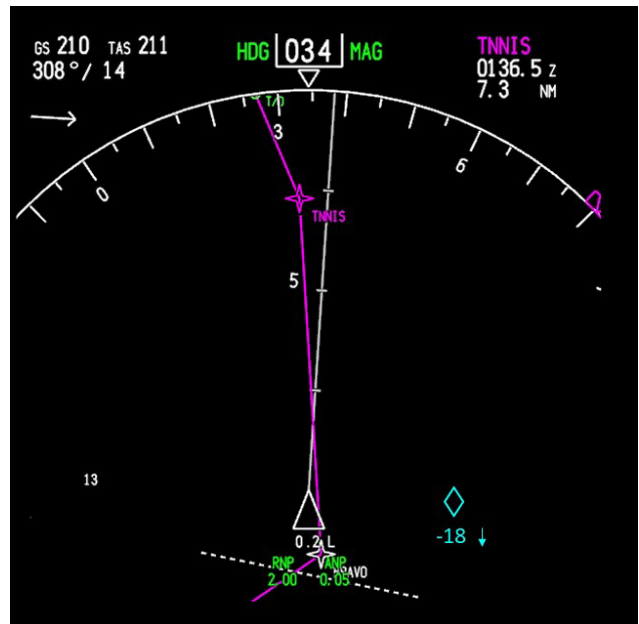 GS 210 TAS 211
308°/ 14
HDG 034 MAG
TNNIS
0136.5 Z
7.3 NM
T/D
3
0
6
TNNIS
5
13
-18 ↓
0.2 L
RNP ANP
2.00 0.05